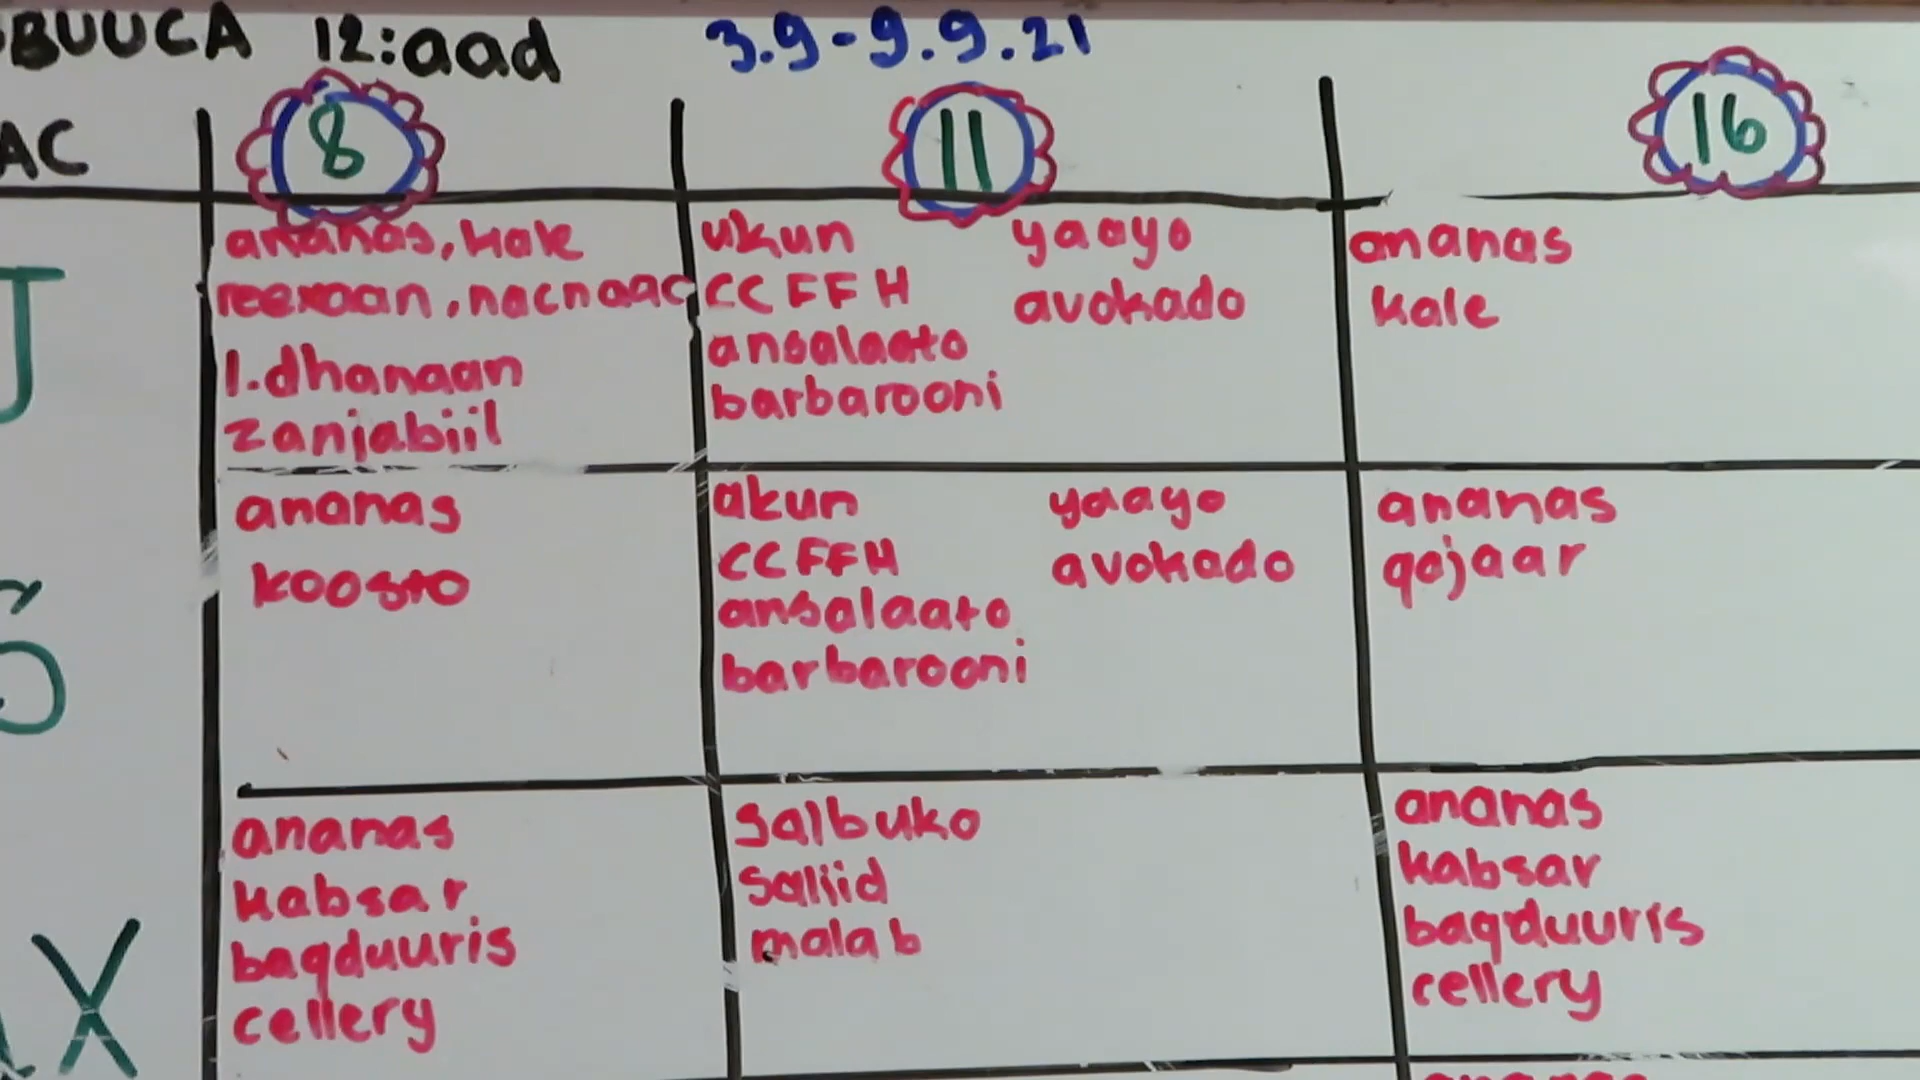 BUUCA 12:aad 3.9-9.9.21
AC 8 11 16
J
ananas, kale
reexaan, nacnaac
l.dhanaan
zanjabiil
ukun
CCFFH
ansalaato
barbarooni
yaayo
avokado
ananas
kale
S
ananas
koosto
akun
CCFFH
ansalaato
barbarooni
yaayo
avokado
ananas
qajaar
AX
ananas
kabsar
baqduuris
cellery
salbuko
saliid
malab
ananas
kabsar
baqduuris
cellery